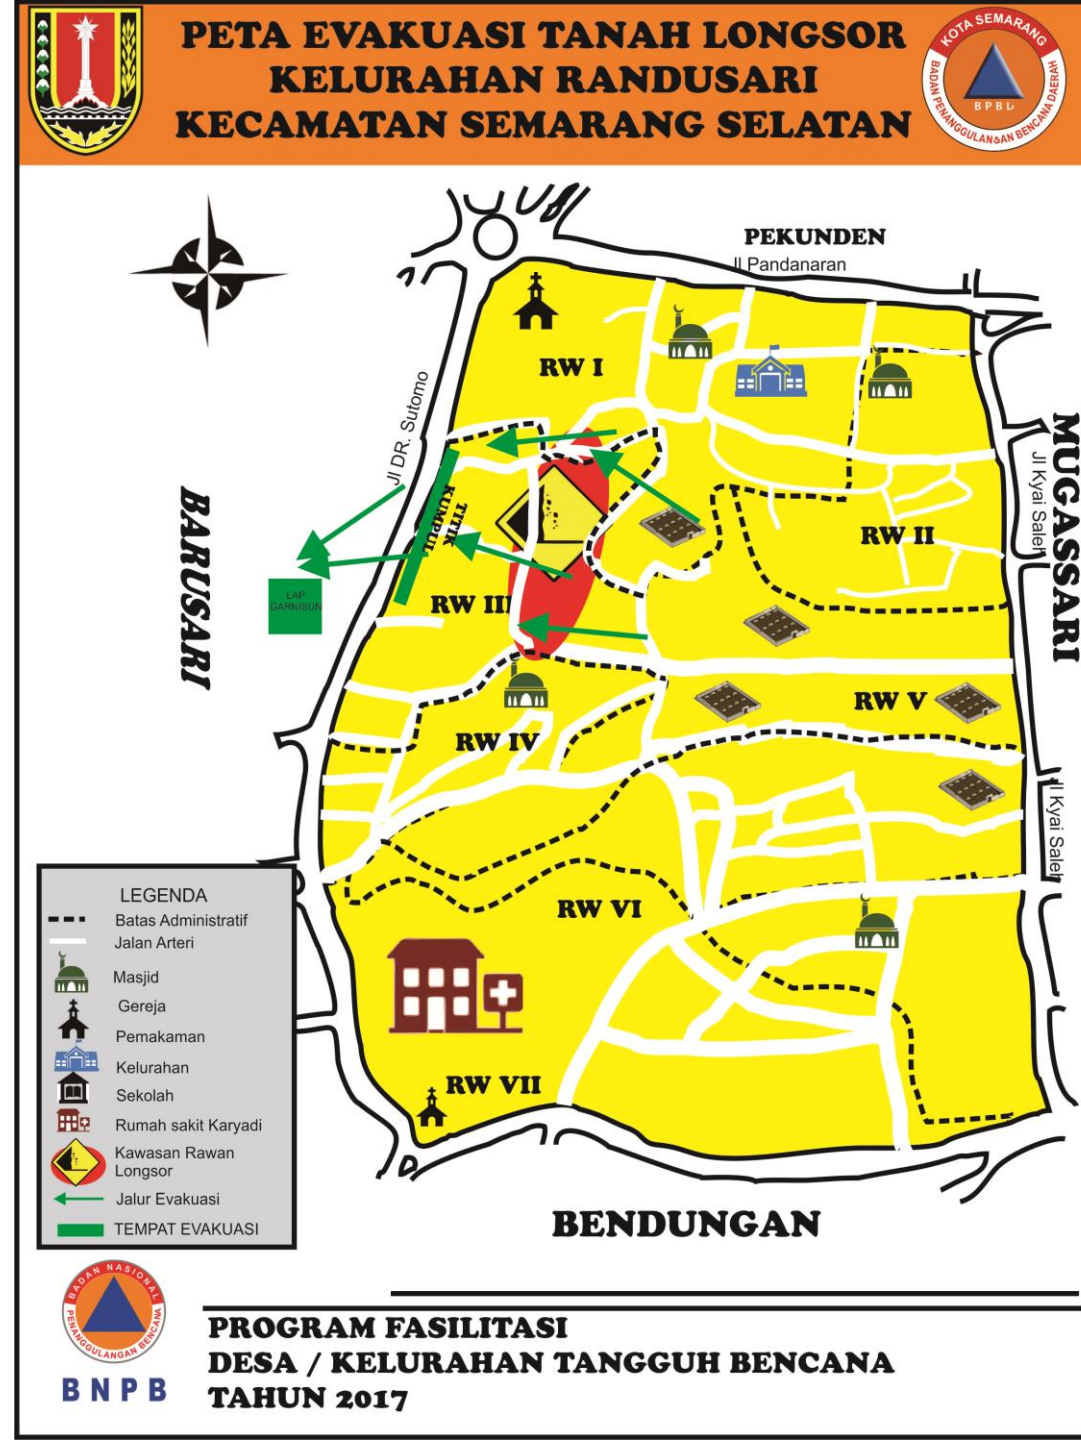 PETA EVAKUASI TANAH LONGSOR
KELURAHAN RANDUSARI
KECAMATAN SEMARANG SELATAN
KOTA SEMARANG
BPBD
BADAN PENANGGULANGAN BENCANA DAERAH
PEKUNDEN
Jl Pandanaran
RW I
Jl DR. Sutomo
MUGASSARI
Jl Kyai Saleh
BARUSARI
TITIK
KUMPUL
RW II
LAP
GARNISUN
RW III
RW V
RW IV
Jl Kyai Saleh
RW VI
RW VII
LEGENDA
Batas Administratif
Jalan Arteri
Masjid
Gereja
Pemakaman
Kelurahan
Sekolah
Rumah sakit Karyadi
Kawasan Rawan
Longsor
Jalur Evakuasi
TEMPAT EVAKUASI
BENDUNGAN
BADAN NASIONAL
PENANGGULANGAN BENCANA
BNPB
PROGRAM FASILITASI
DESA / KELURAHAN TANGGUH BENCANA
TAHUN 2017